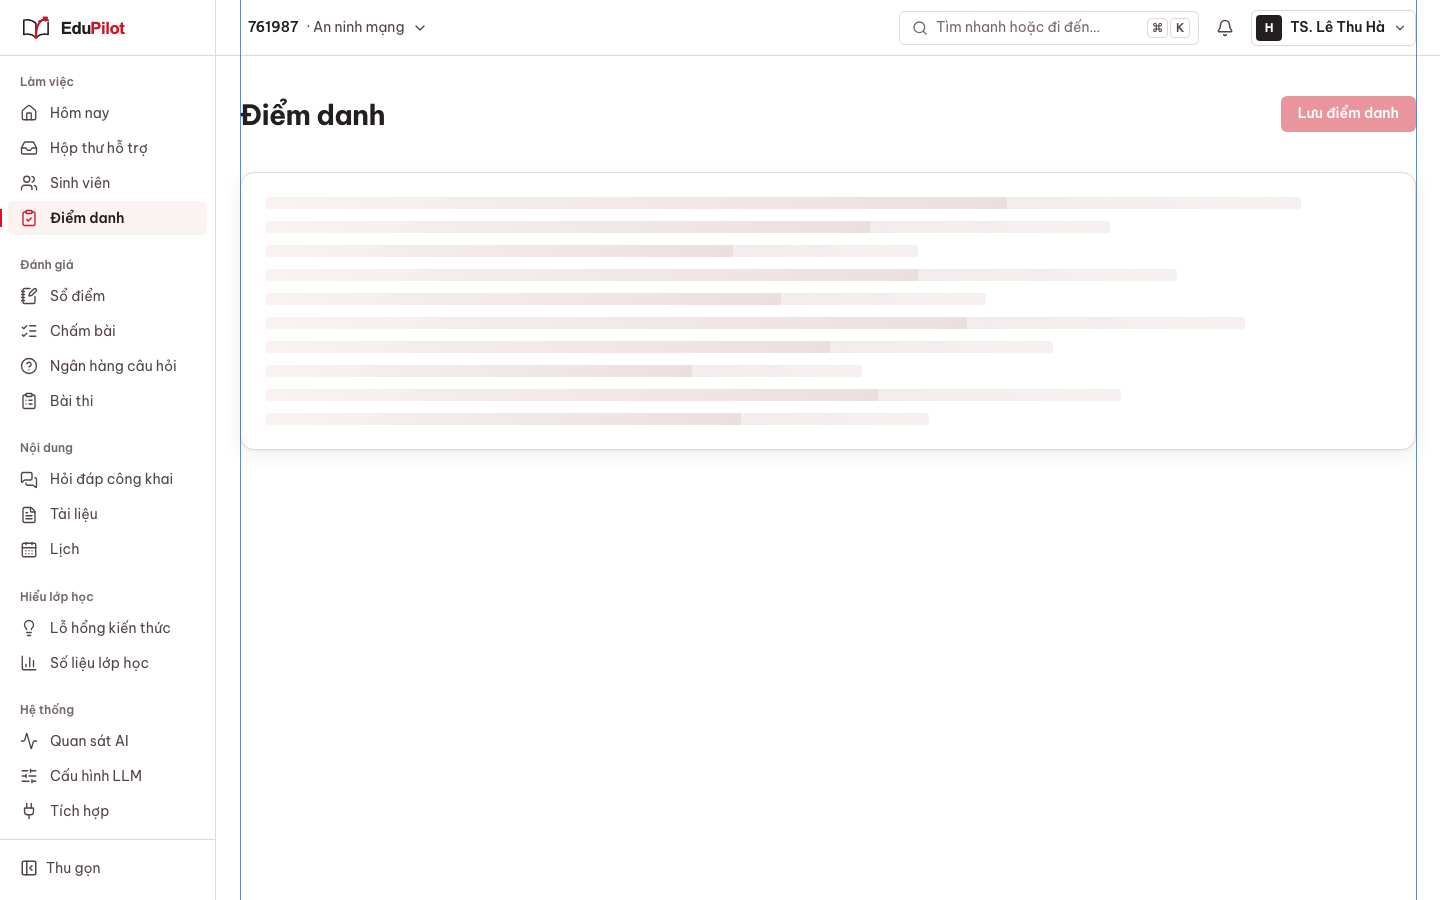 EduPilot
761987 · An ninh mạng
Tìm nhanh hoặc đi đến...
⌘ K
H
TS. Lê Thu Hà
Làm việc
Hôm nay
Hộp thư hỗ trợ
Sinh viên
Điểm danh
Đánh giá
Sổ điểm
Chấm bài
Ngân hàng câu hỏi
Bài thi
Nội dung
Hỏi đáp công khai
Tài liệu
Lịch
Hiểu lớp học
Lỗ hổng kiến thức
Số liệu lớp học
Hệ thống
Quan sát AI
Cấu hình LLM
Tích hợp
Thu gọn
Điểm danh
Lưu điểm danh